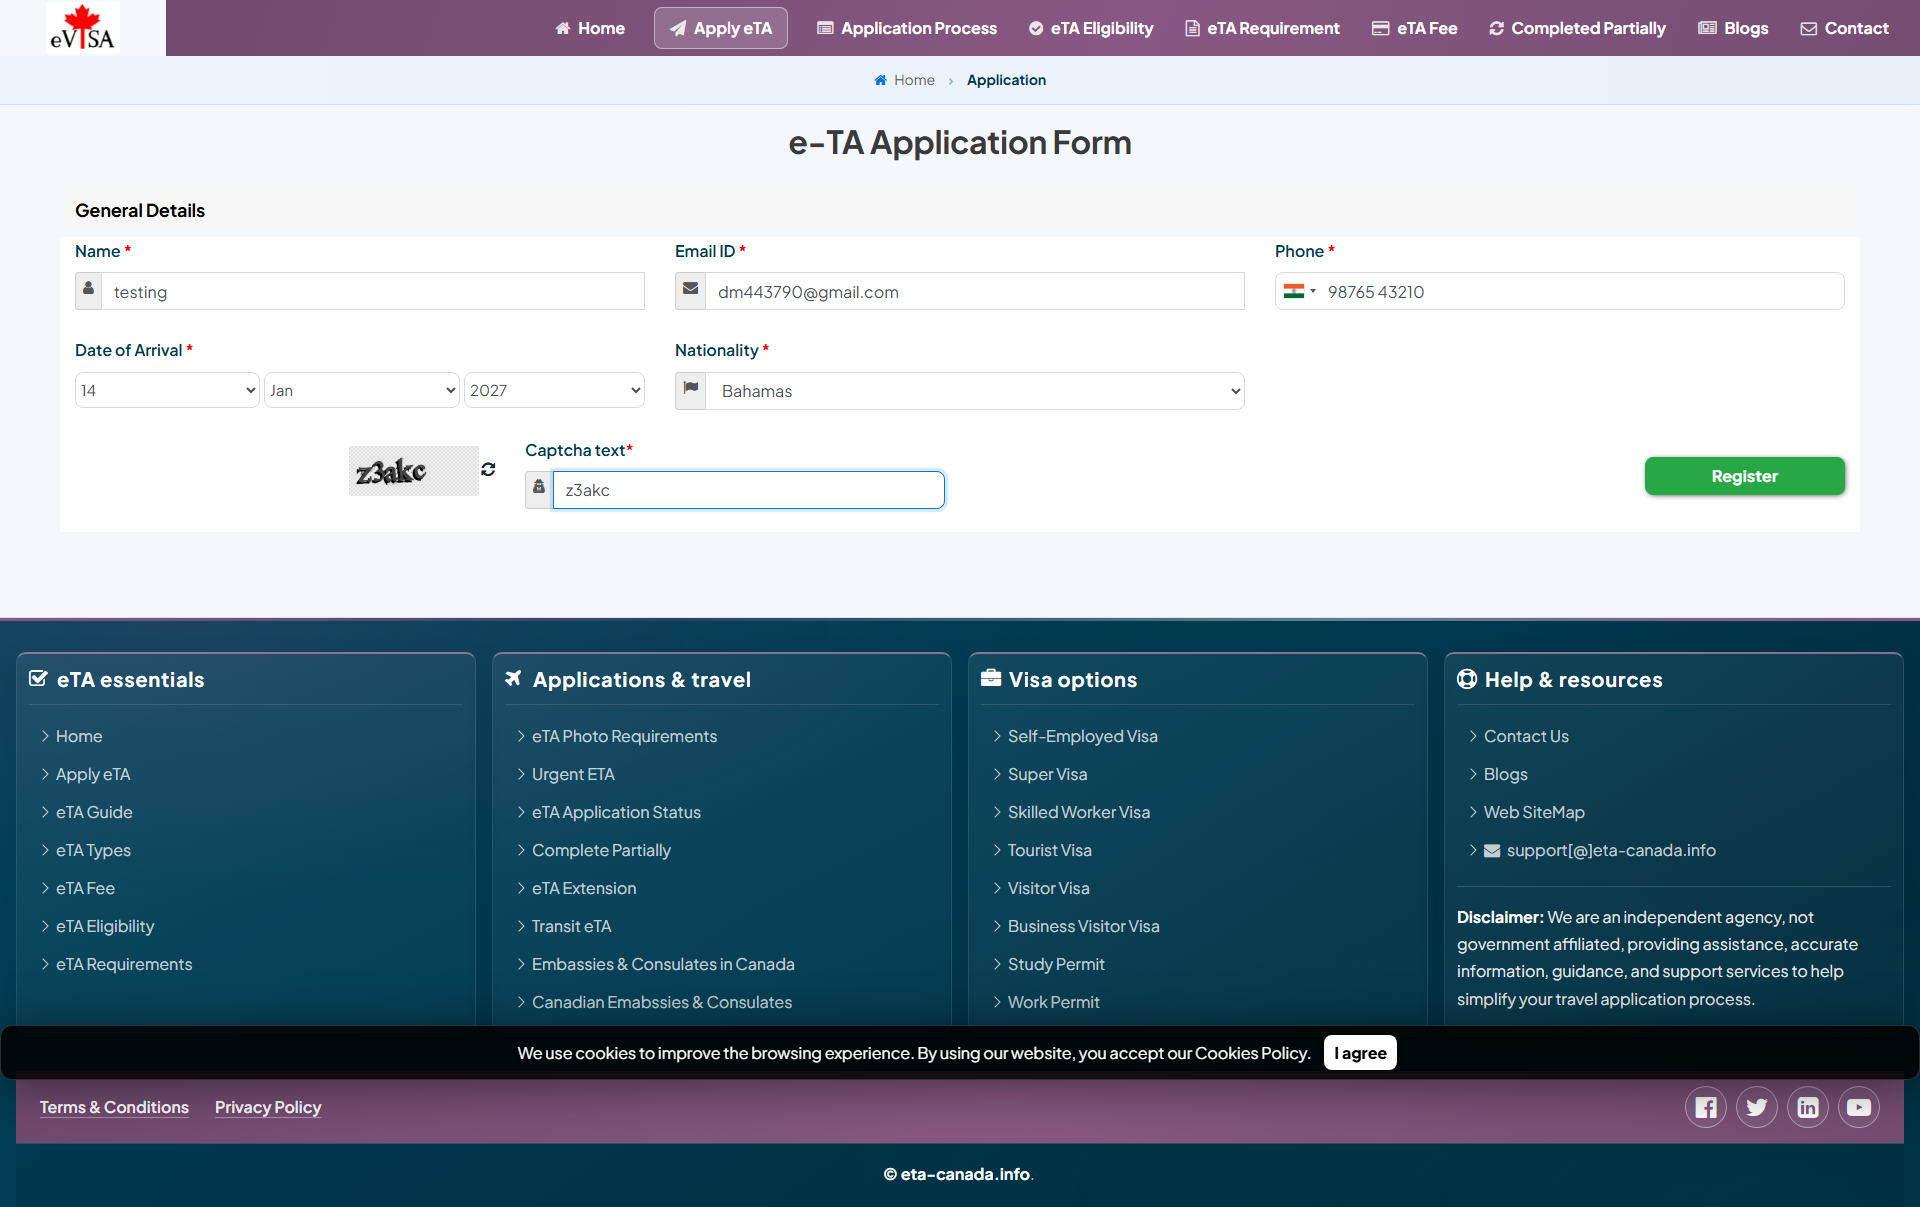 eVISA
Home
Apply eTA
Application Process
eTA Eligibility
eTA Requirement
eTA Fee
Completed Partially
Blogs
Contact
Home › Application
e-TA Application Form
General Details
Name *
Email ID *
Phone *
testing
dm443790@gmail.com
98765 43210
Date of Arrival *
Nationality *
14
Jan
2027
Bahamas
z3akc
Captcha text*
z3akc
Register
eTA essentials
Home
Apply eTA
eTA Guide
eTA Types
eTA Fee
eTA Eligibility
eTA Requirements
Applications & travel
eTA Photo Requirements
Urgent ETA
eTA Application Status
Complete Partially
eTA Extension
Transit eTA
Embassies & Consulates in Canada
Canadian Emabssies & Consulates
Visa options
Self-Employed Visa
Super Visa
Skilled Worker Visa
Tourist Visa
Visitor Visa
Business Visitor Visa
Study Permit
Work Permit
Help & resources
Contact Us
Blogs
Web SiteMap
support[@]eta-canada.info
Disclaimer: We are an independent agency, not
government affiliated, providing assistance, accurate
information, guidance, and support services to help
simplify your travel application process.
We use cookies to improve the browsing experience. By using our website, you accept our Cookies Policy.
I agree
Terms & Conditions
Privacy Policy
© eta-canada.info.